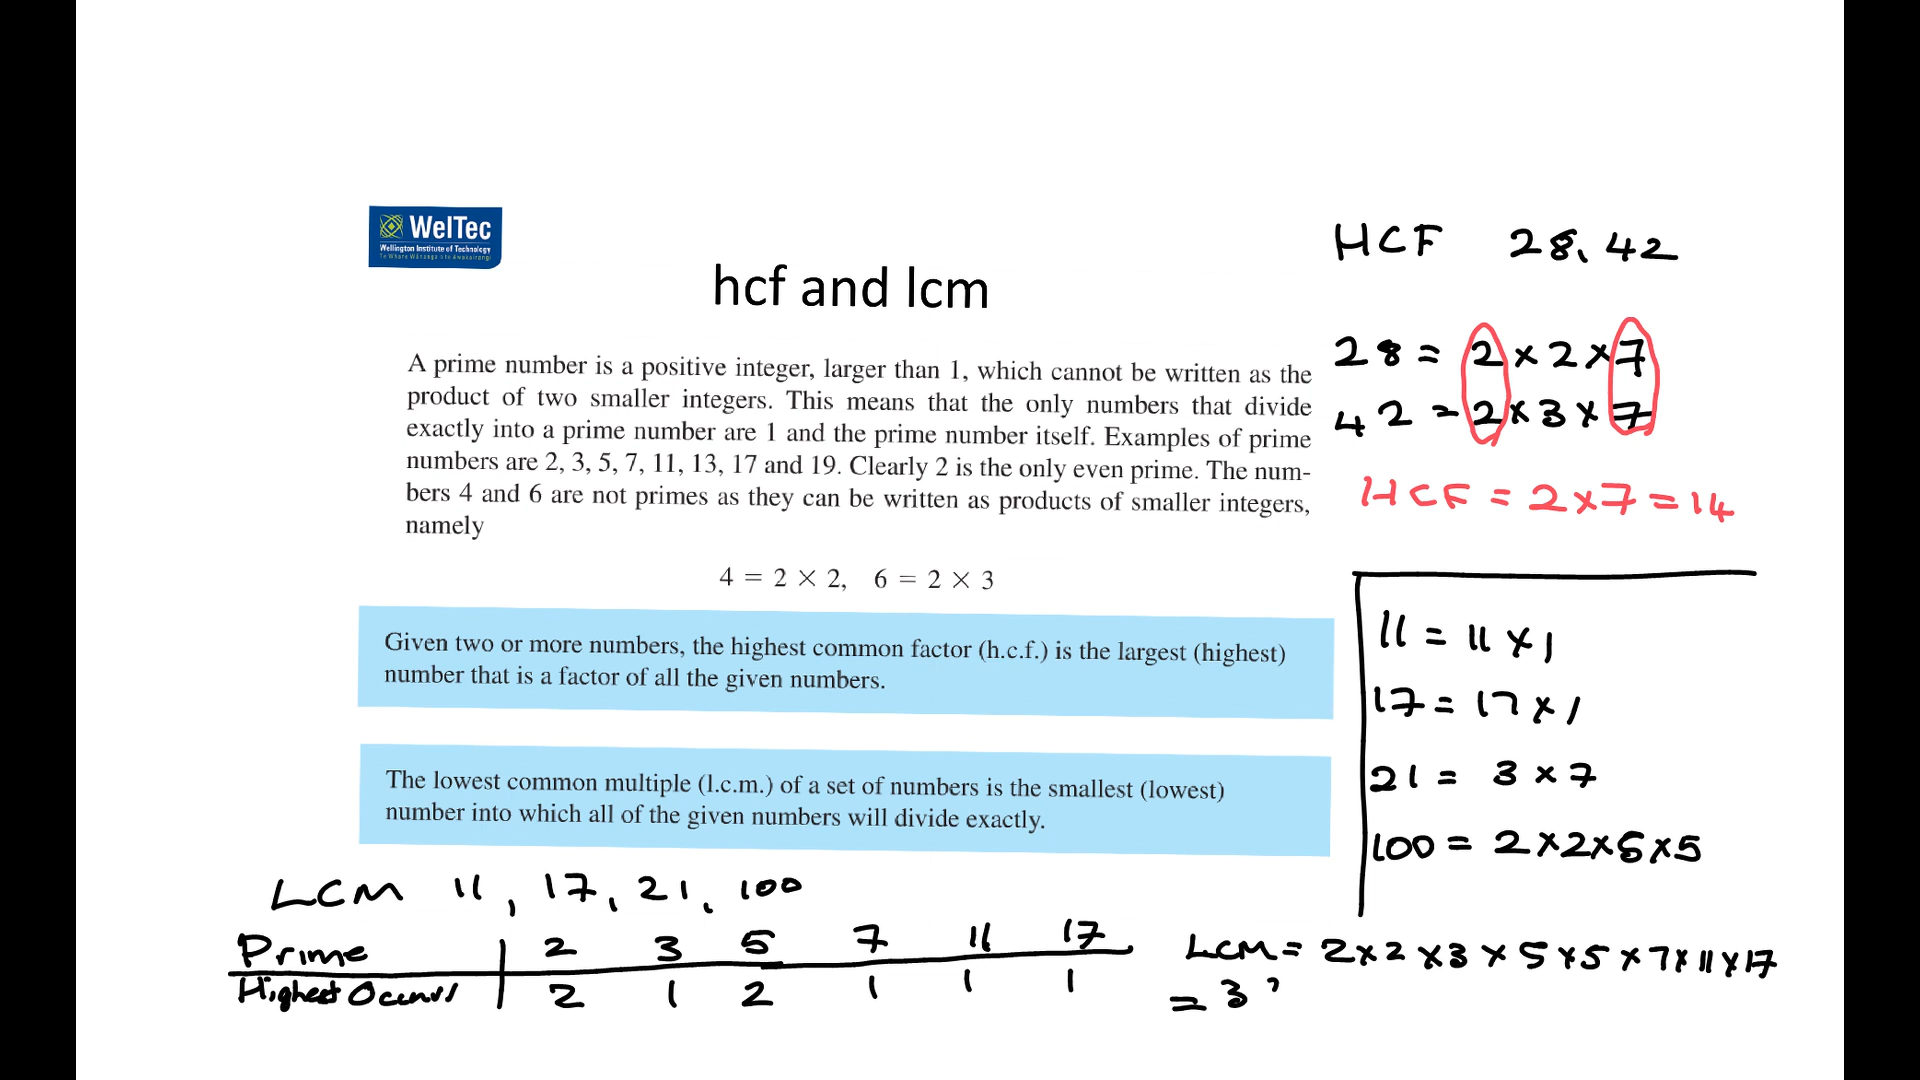 WelTec
Wellington Institute of Technology
Te Whare Wānanga o te Awakairangi
hcf and lcm
A prime number is a positive integer, larger than 1, which cannot be written as the
product of two smaller integers. This means that the only numbers that divide
exactly into a prime number are 1 and the prime number itself. Examples of prime
numbers are 2, 3, 5, 7, 11, 13, 17 and 19. Clearly 2 is the only even prime. The num-
bers 4 and 6 are not primes as they can be written as products of smaller integers,
namely
4 = 2 × 2, 6 = 2 × 3
Given two or more numbers, the highest common factor (h.c.f.) is the largest (highest)
number that is a factor of all the given numbers.
The lowest common multiple (l.c.m.) of a set of numbers is the smallest (lowest)
number into which all of the given numbers will divide exactly.
HCF 28, 42
28 = 2 × 2 × 7
42 = 2 × 3 × 7
HCF = 2 × 7 = 14
11 = 11 × 1
17 = 17 × 1
21 = 3 × 7
100 = 2 × 2 × 5 × 5
LCM 11, 17, 21, 100
Prime 2 3 5 7 11 17
Highest Occurs 2 1 2 1 1 1
LCM = 2 × 2 × 3 × 5 × 5 × 7 × 11 × 17
= 3